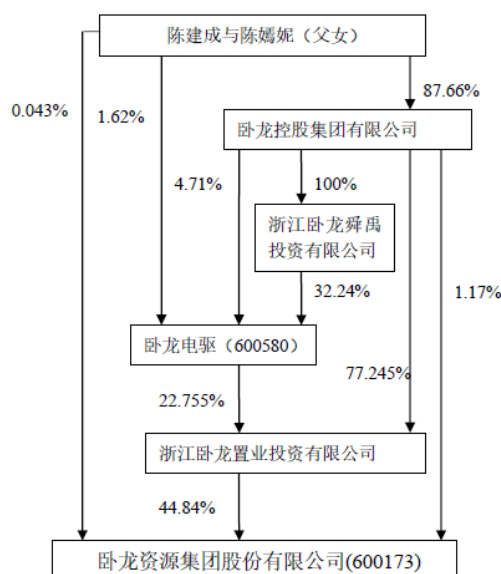 陈建成与陈嫣妮（父女）
87.66%
0.043%
1.62%
卧龙控股集团有限公司
4.71%
100%
浙江卧龙舜禹
投资有限公司
32.24%
1.17%
卧龙电驱（600580）
77.245%
22.755%
浙江卧龙置业投资有限公司
44.84%
卧龙资源集团股份有限公司(600173)